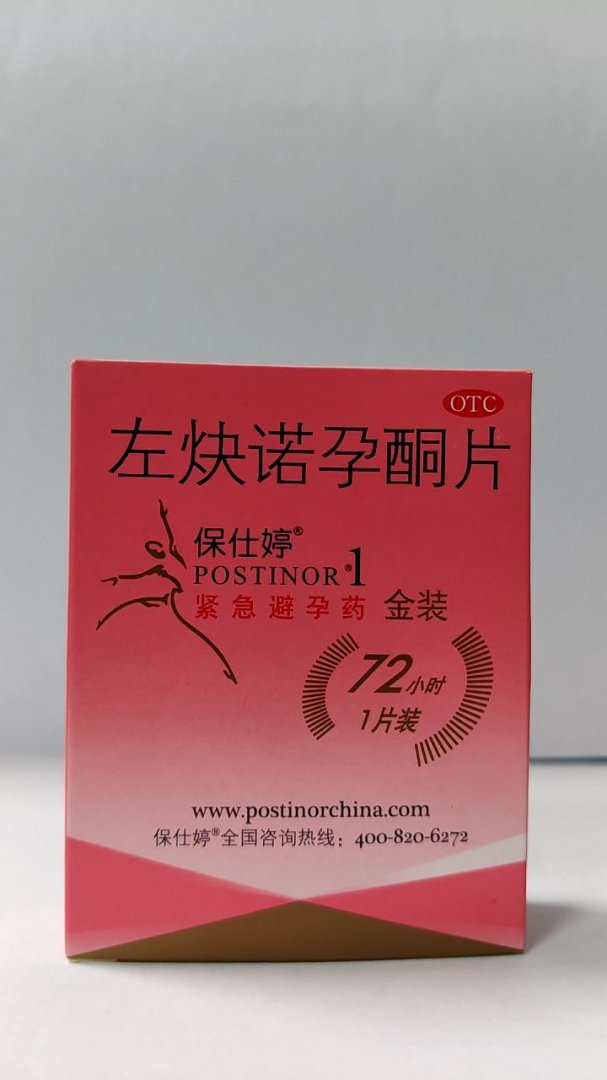 OTC
左炔诺孕酮片
保仕婷®
POSTINOR®1
紧急避孕药 金装
72小时
1片装
www.postinorchina.com
保仕婷®全国咨询热线：400-820-6272